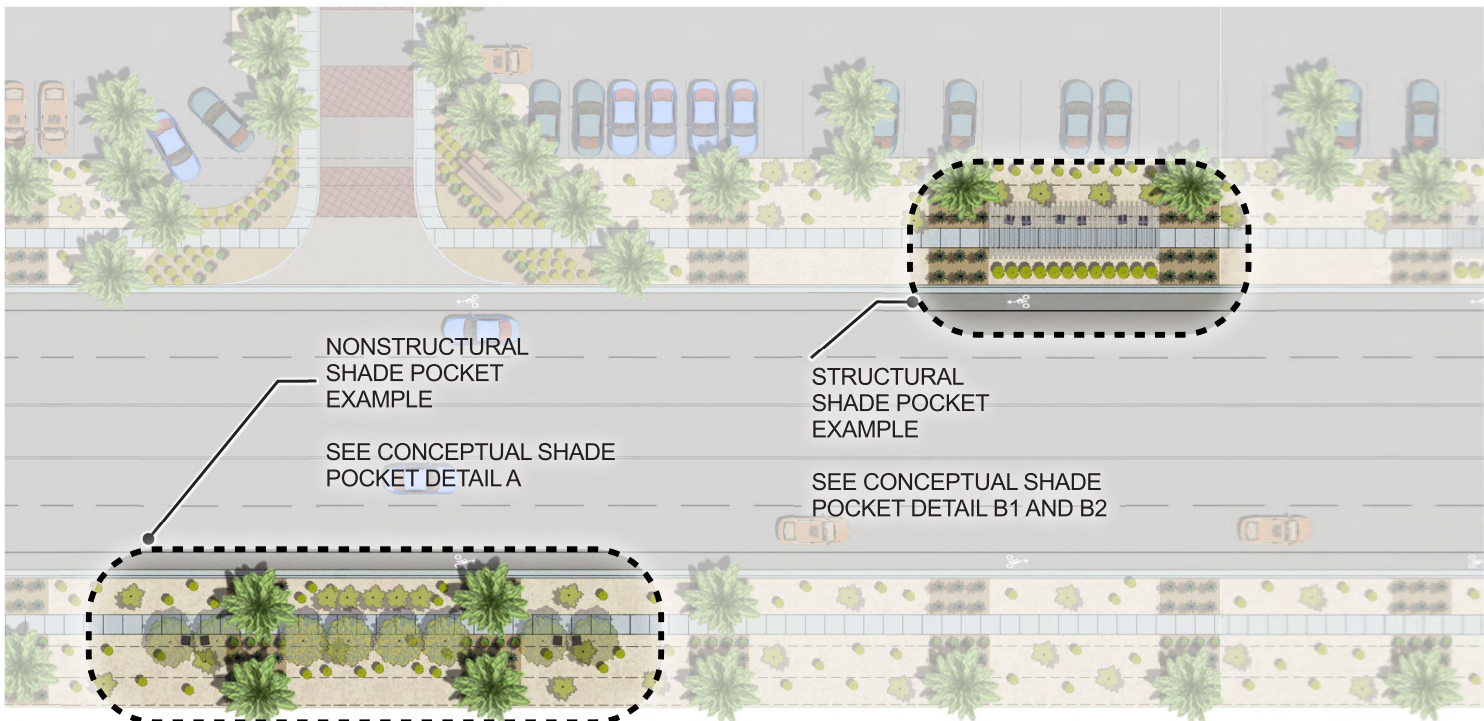 NONSTRUCTURAL
SHADE POCKET
EXAMPLE
SEE CONCEPTUAL SHADE
POCKET DETAIL A
STRUCTURAL
SHADE POCKET
EXAMPLE
SEE CONCEPTUAL SHADE
POCKET DETAIL B1 AND B2